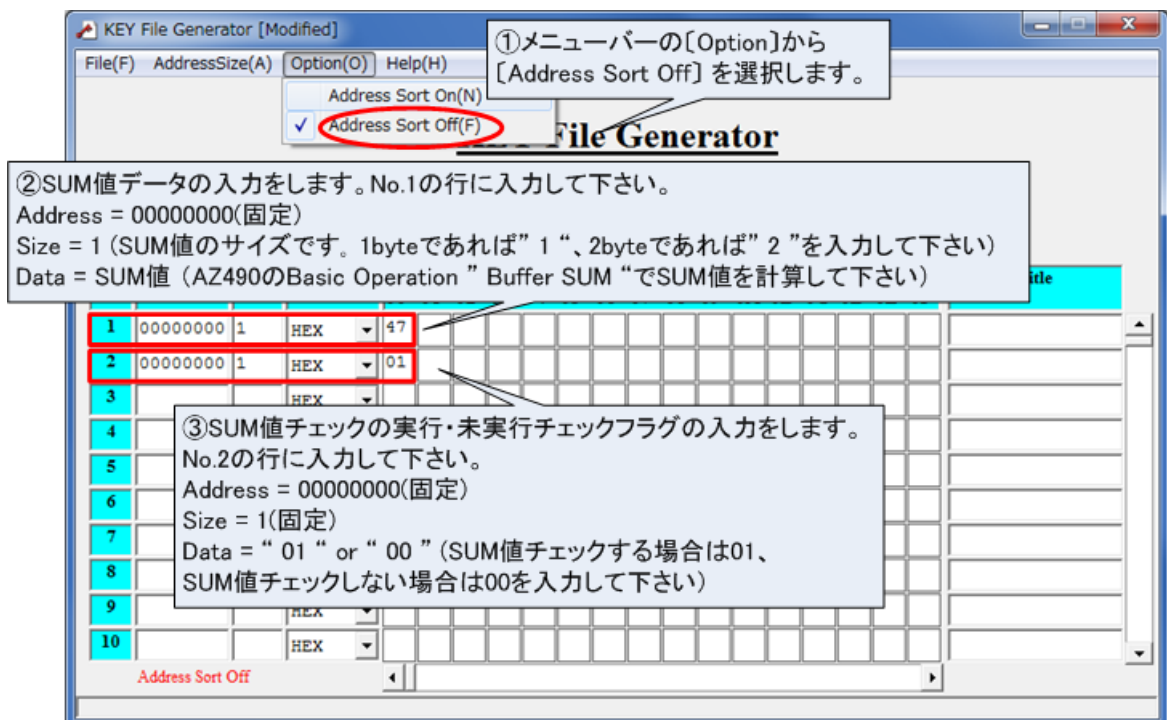 KEY File Generator [Modified]
File(F) AddressSize(A) Option(O) Help(H)
Address Sort On(N)
✓ Address Sort Off(F)
①メニューバーの〔Option〕から
〔Address Sort Off〕を選択します。
File Generator
②SUM値データの入力をします。No.1の行に入力して下さい。
Address = 00000000(固定)
Size = 1 (SUM値のサイズです。1byteであれば” 1 “、2byteであれば” 2 ”を入力して下さい)
Data = SUM値 (AZ490のBasic Operation ” Buffer SUM “でSUM値を計算して下さい)
1 00000000 1 HEX 47
2 00000000 1 HEX 01
3 HEX
③SUM値チェックの実行・未実行チェックフラグの入力をします。
No.2の行に入力して下さい。
Address = 00000000(固定)
Size = 1(固定)
Data = “ 01 “ or “ 00 ” (SUM値チェックする場合は01、
SUM値チェックしない場合は00を入力して下さい)
4
5
6
7
8
9 HEX
10 HEX
Address Sort Off